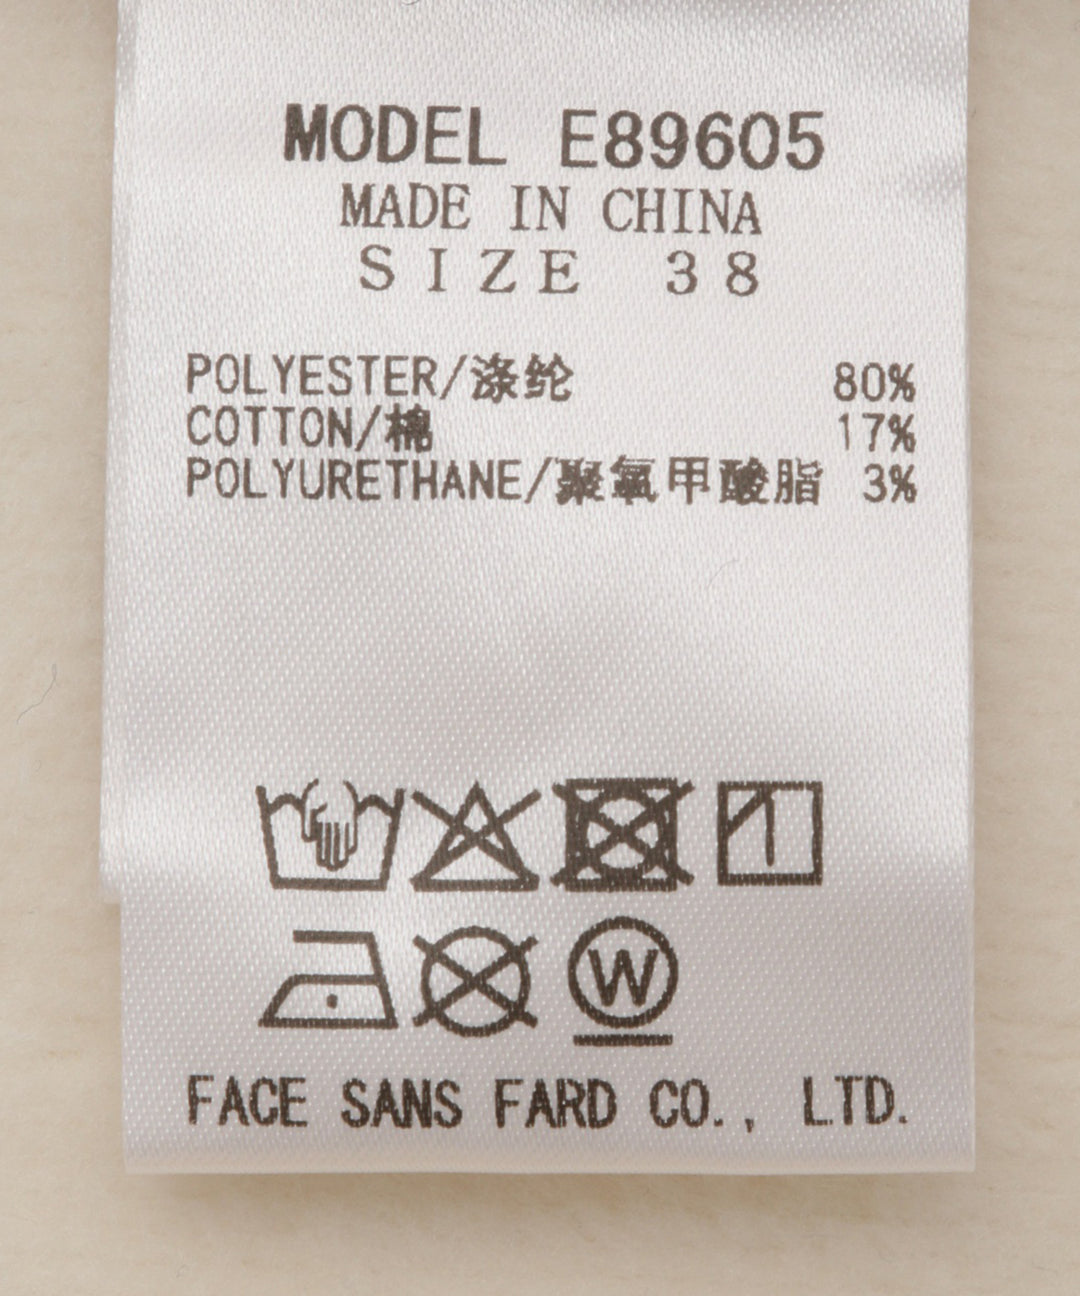 MODEL E89605
MADE IN CHINA
SIZE 38
POLYESTER/涤纶 80%
COTTON/棉 17%
POLYURETHANE/聚氧甲酸脂 3%
W
FACE SANS FARD CO., LTD.